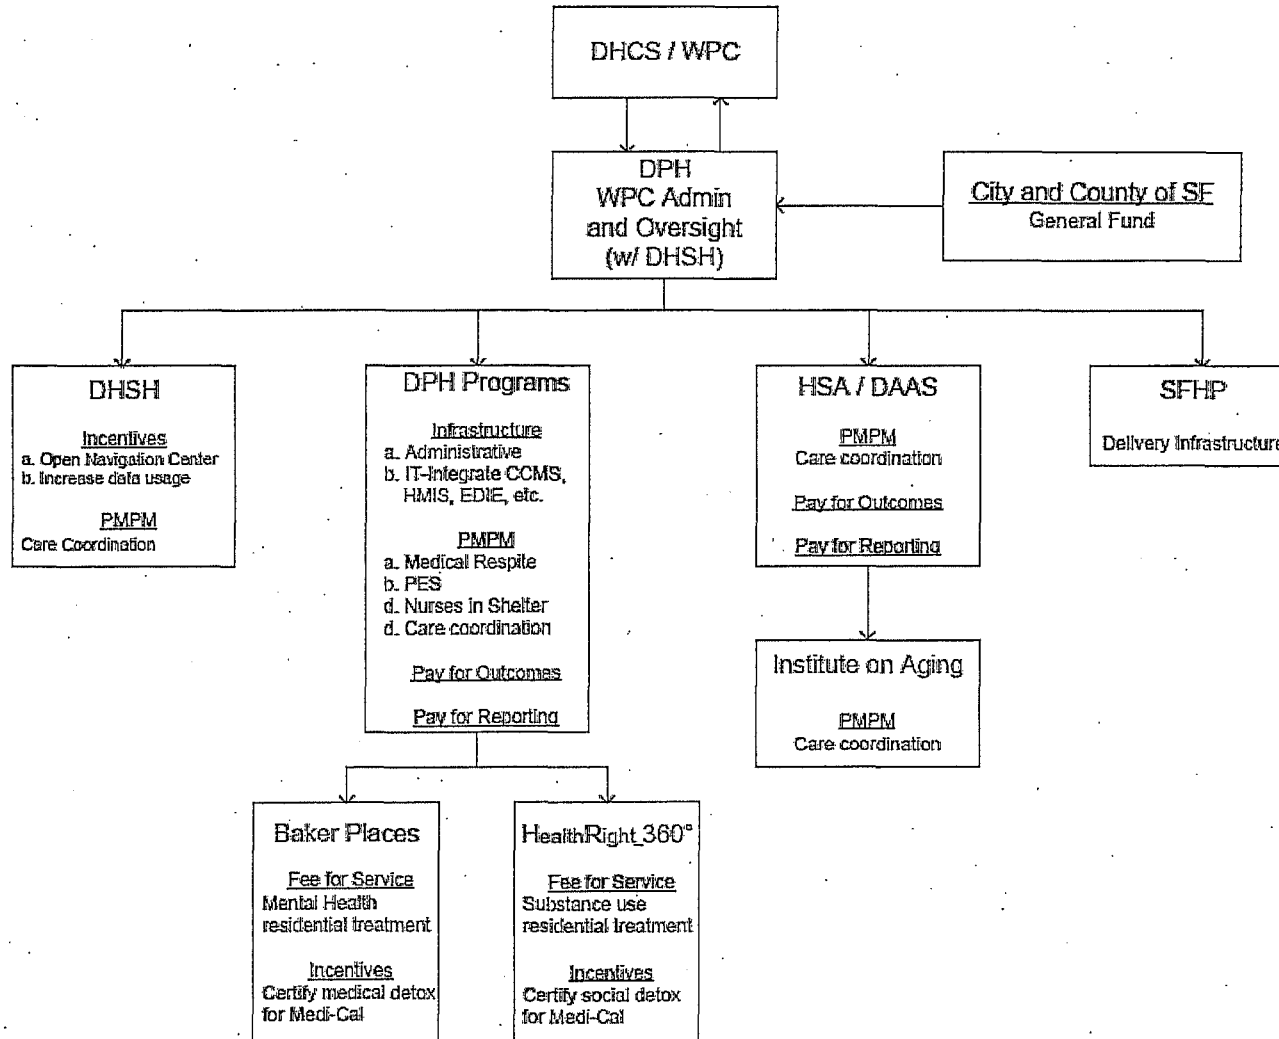 DHCS / WPC
DPH
WPC Admin
and Oversight
(w/ DHSH)
City and County of SF
General Fund
DHSH
Incentives
a. Open Navigation Center
b. Increase data usage
PMPM
Care Coordination
DPH Programs
Infrastructure
a. Administrative
b. IT-Integrate CCMS,
HMIS, EDIE, etc.
PMPM
a. Medical Respite
b. PES
d. Nurses in Shelter
d. Care coordination
Pay for Outcomes
Pay for Reporting
HSA / DAAS
PMPM
Care coordination
Pay for Outcomes
Pay for Reporting
SFHP
Delivery Infrastructure
Institute on Aging
PMPM
Care coordination
Baker Places
Fee for Service
Mental Health
residential treatment
Incentives
Certify medical detox
for Medi-Cal
HealthRight_360°
Fee for Service
Substance use
residential treatment
Incentives
Certify social detox
for Medi-Cal